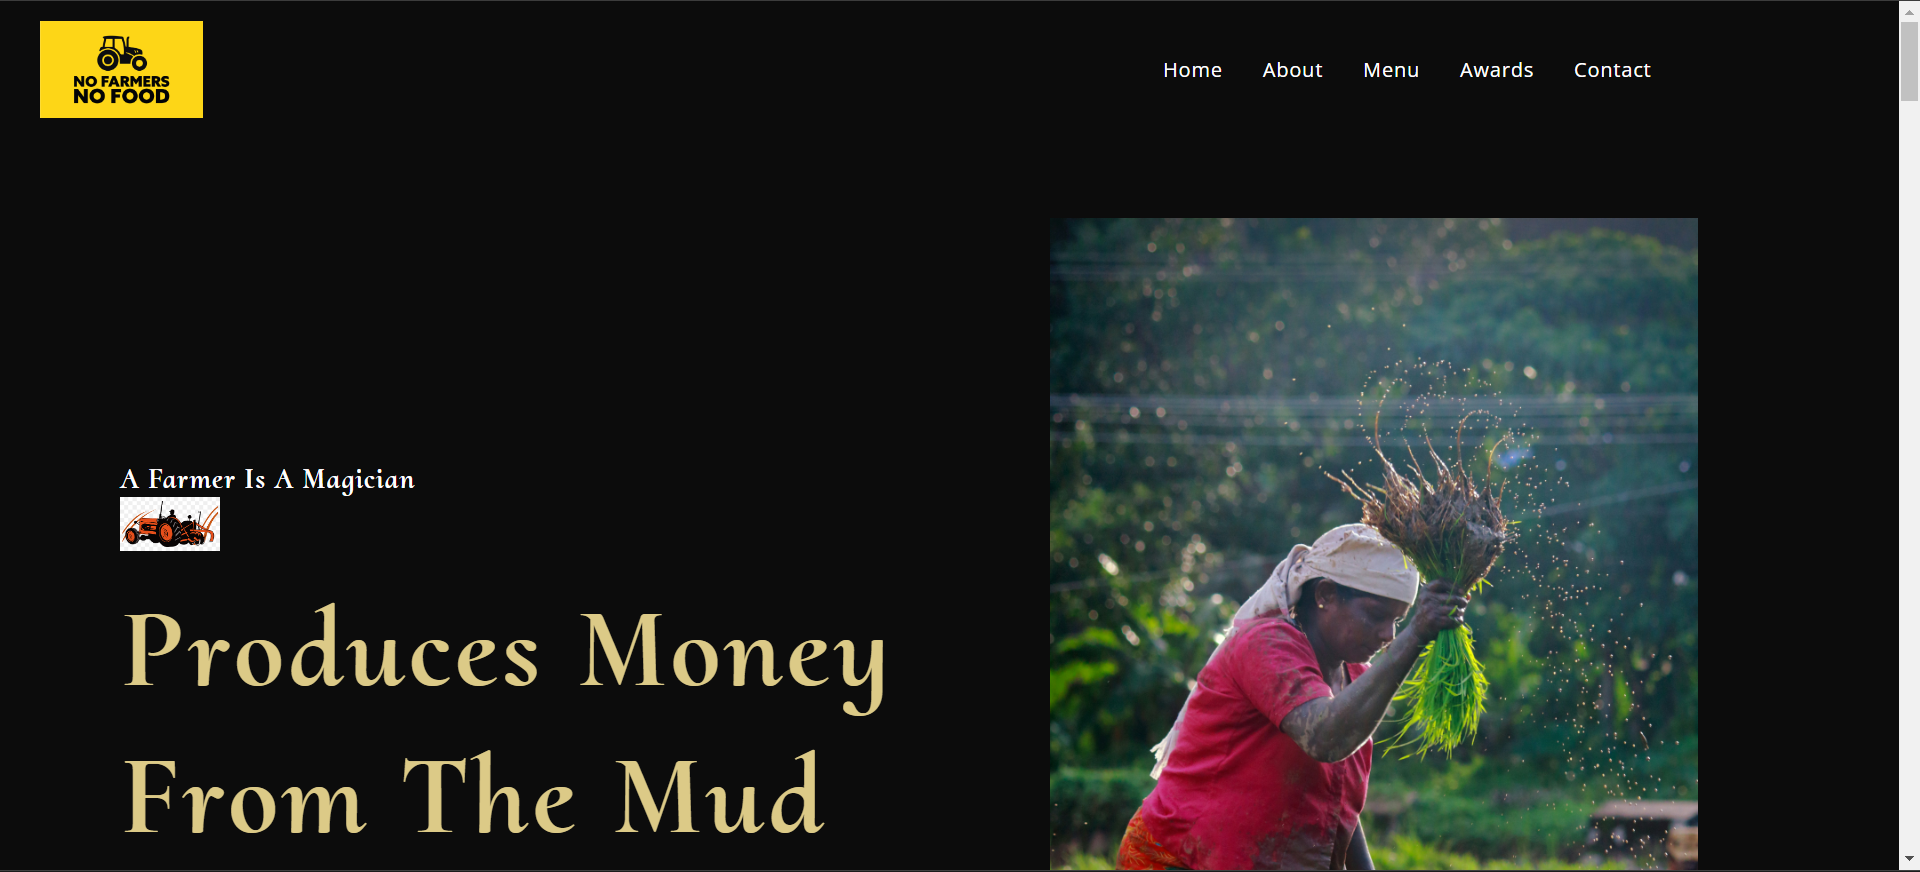 NO FARMERS
NO FOOD
Home About Menu Awards Contact
A Farmer Is A Magician
Produces Money
From The Mud